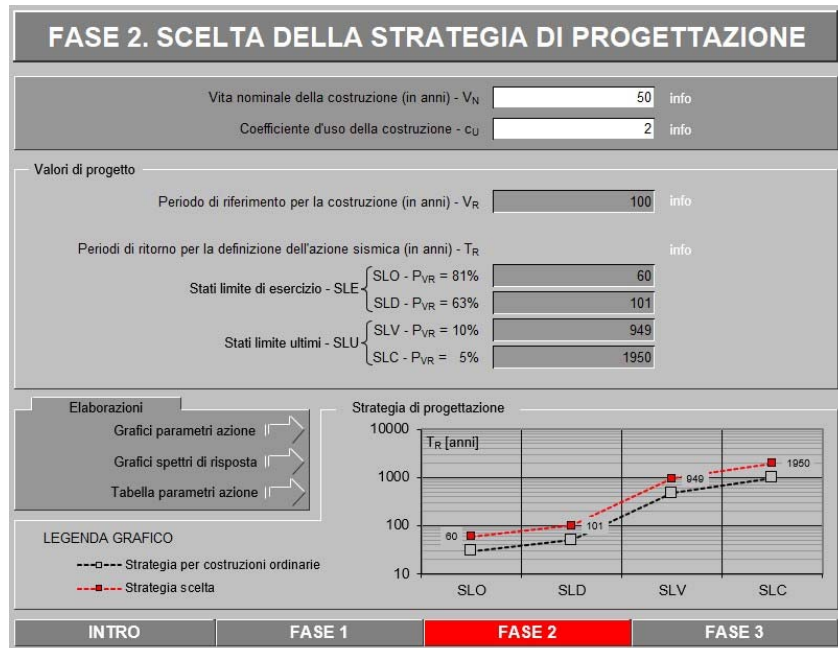 FASE 2. SCELTA DELLA STRATEGIA DI PROGETTAZIONE
Vita nominale della costruzione (in anni) - VN 50 info
Coefficiente d'uso della costruzione - cU 2 info
Valori di progetto
Periodo di riferimento per la costruzione (in anni) - VR 100 info
Periodi di ritorno per la definizione dell'azione sismica (in anni) - TR info
Stati limite di esercizio - SLE
SLO - PVR = 81% 60
SLD - PVR = 63% 101
Stati limite ultimi - SLU
SLV - PVR = 10% 949
SLC - PVR = 5% 1950
Elaborazioni
Grafici parametri azione
Grafici spettri di risposta
Tabella parametri azione
LEGENDA GRAFICO
Strategia per costruzioni ordinarie
Strategia scelta
Strategia di progettazione
TR [anni]
10000
1000
100
10
60
101
949
1950
SLO SLD SLV SLC
INTRO FASE 1 FASE 2 FASE 3